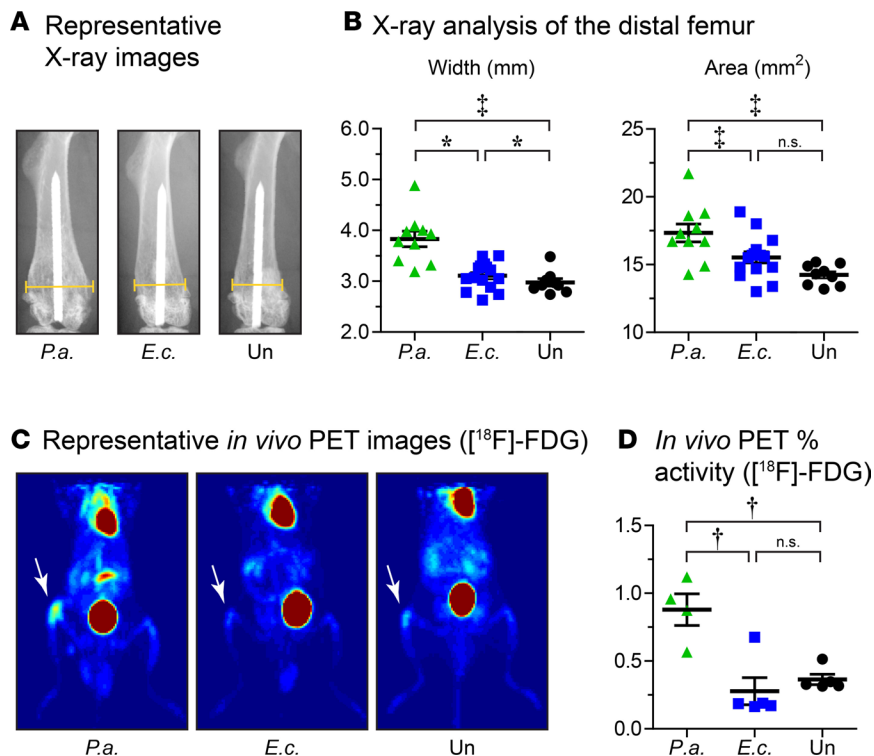 A Representative
X-ray images
P.a.
E.c.
Un
B X-ray analysis of the distal femur
Width (mm)
‡
*
*
6.0
5.0
4.0
3.0
2.0
P.a.
E.c.
Un
Area (mm²)
‡
‡
n.s.
25
20
15
10
P.a.
E.c.
Un
C Representative in vivo PET images ([¹⁸F]-FDG)
P.a.
E.c.
Un
D In vivo PET %
activity ([¹⁸F]-FDG)
†
†
n.s.
1.5
1.0
0.5
0.0
P.a.
E.c.
Un